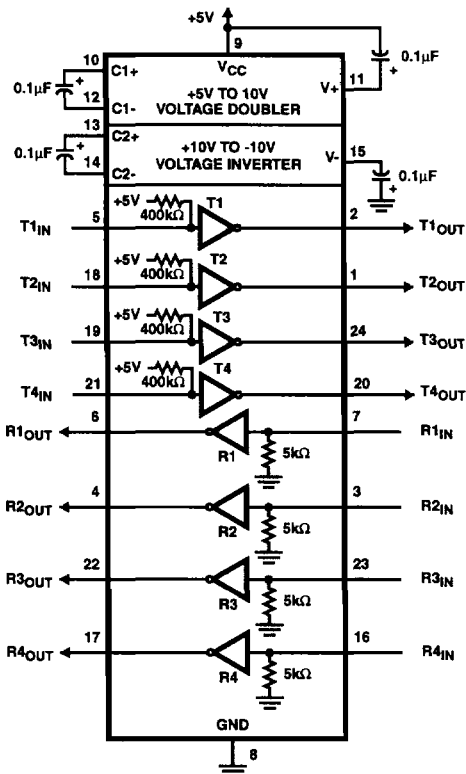 +5V
9
10
C1+
VCC
0.1µF
0.1µF
+5V TO 10V
VOLTAGE DOUBLER
V+
11
+
+
12
C1-
13
C2+
+10V TO -10V
VOLTAGE INVERTER
V-
15
0.1µF
+
14
C2-
0.1µF
+
T1IN
5
+5V
400kΩ
T1
2
T1OUT
T2IN
18
+5V
400kΩ
T2
1
T2OUT
T3IN
19
+5V
400kΩ
T3
24
T3OUT
T4IN
21
+5V
400kΩ
T4
20
T4OUT
R1OUT
6
R1
5kΩ
7
R1IN
R2OUT
4
R2
5kΩ
3
R2IN
R3OUT
22
R3
5kΩ
23
R3IN
R4OUT
17
R4
5kΩ
16
R4IN
GND
8